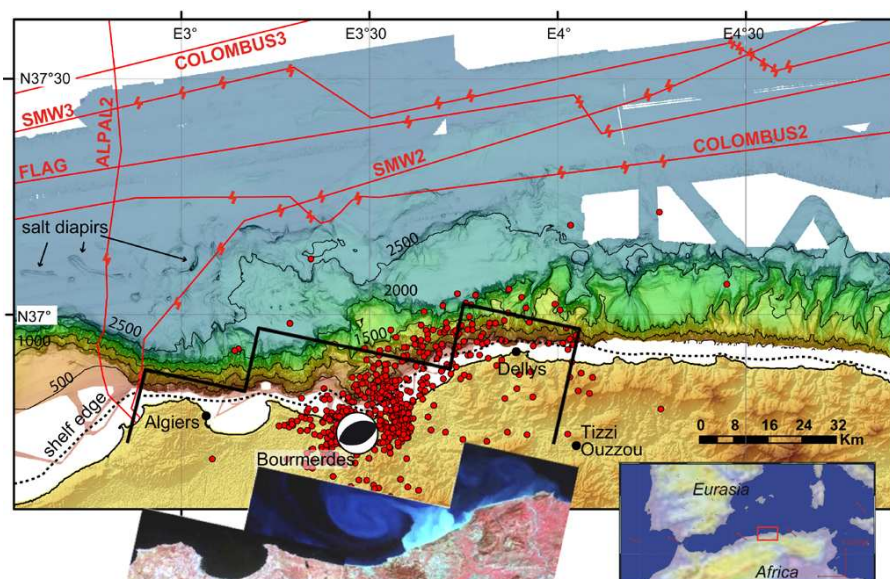 E3°
E3°30
E4°
E4°30
COLOMBUS3
N37°30
SMW3
ALPAL2
FLAG
SMW2
COLOMBUS2
salt diapirs
2500
2000
N37°
2500
1500
1000
500
Dellys
shelf edge
Algiers
Tizzi
Ouzzou
0 8 16 24 32
Km
Bourmerdes
Eurasia
Africa